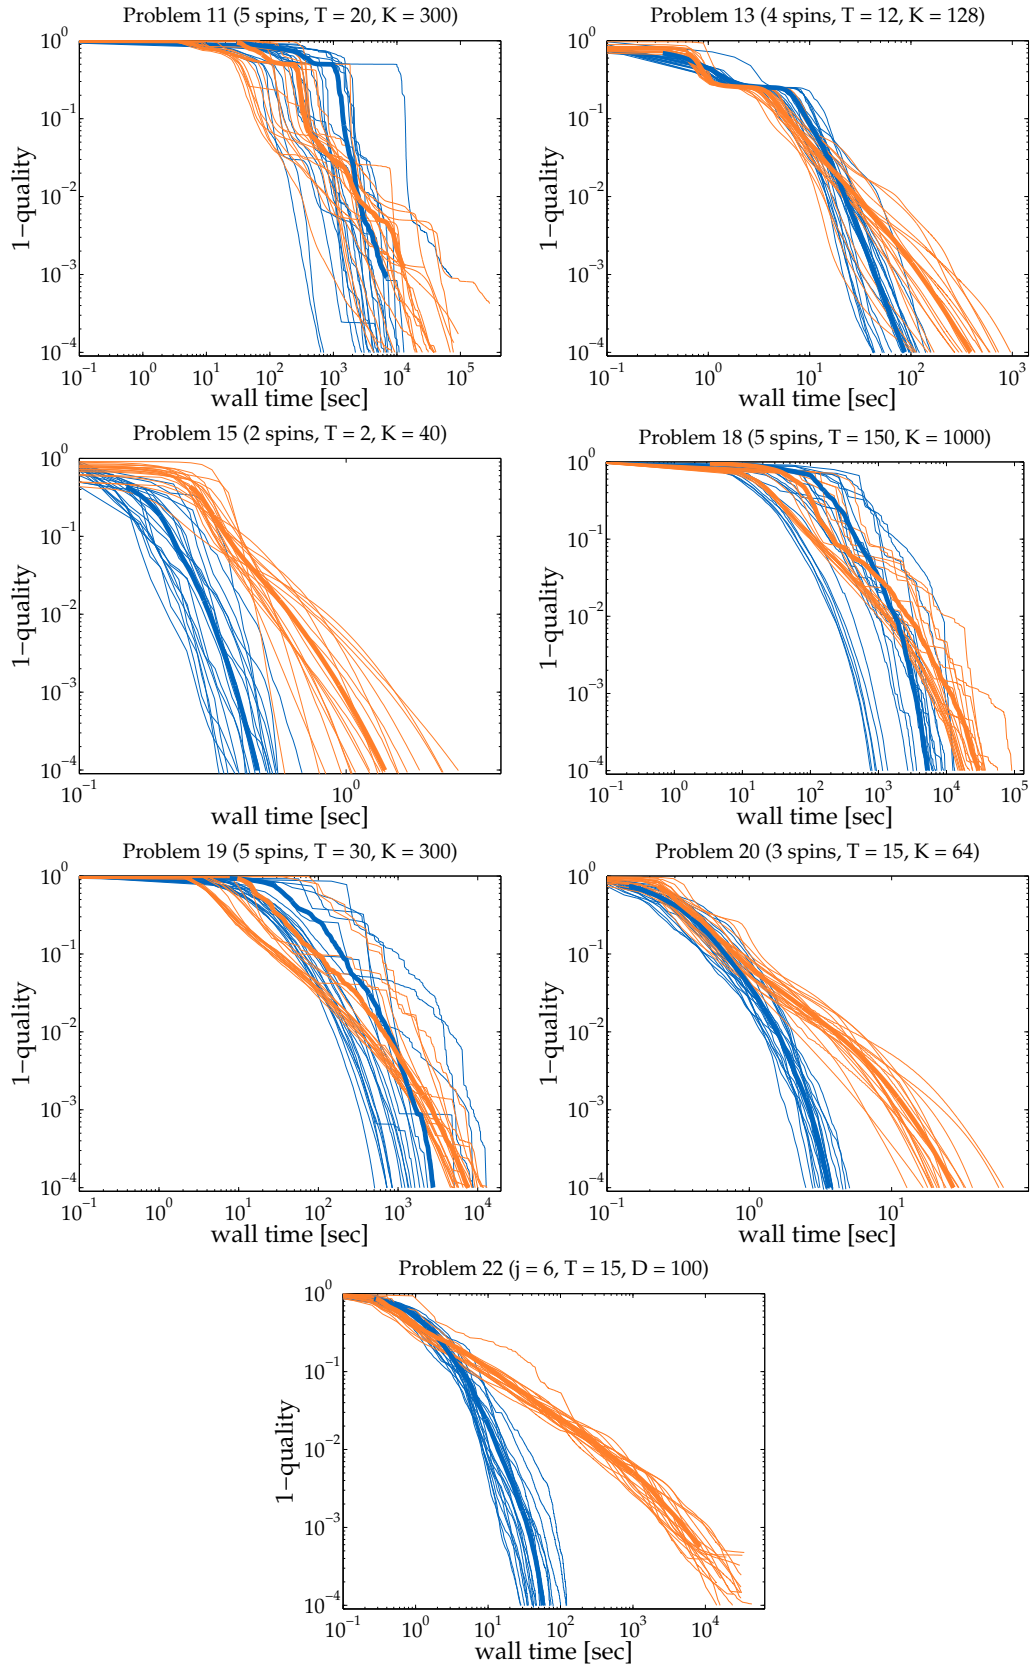 Problem 11 (5 spins, T = 20, K = 300)
10^0
10^-1
10^-2
10^-3
10^-4
1−quality
10^-1 10^0 10^1 10^2 10^3 10^4 10^5
wall time [sec]
Problem 13 (4 spins, T = 12, K = 128)
10^0
10^-1
10^-2
10^-3
10^-4
1−quality
10^-1 10^0 10^1 10^2 10^3
wall time [sec]
Problem 15 (2 spins, T = 2, K = 40)
10^0
10^-1
10^-2
10^-3
10^-4
1−quality
10^-1 10^0
wall time [sec]
Problem 18 (5 spins, T = 150, K = 1000)
10^0
10^-1
10^-2
10^-3
10^-4
1−quality
10^-1 10^0 10^1 10^2 10^3 10^4 10^5
wall time [sec]
Problem 19 (5 spins, T = 30, K = 300)
10^0
10^-1
10^-2
10^-3
10^-4
1−quality
10^-1 10^0 10^1 10^2 10^3 10^4
wall time [sec]
Problem 20 (3 spins, T = 15, K = 64)
10^0
10^-1
10^-2
10^-3
10^-4
1−quality
10^-1 10^0 10^1
wall time [sec]
Problem 22 (j = 6, T = 15, D = 100)
10^0
10^-1
10^-2
10^-3
10^-4
1−quality
10^-1 10^0 10^1 10^2 10^3 10^4
wall time [sec]